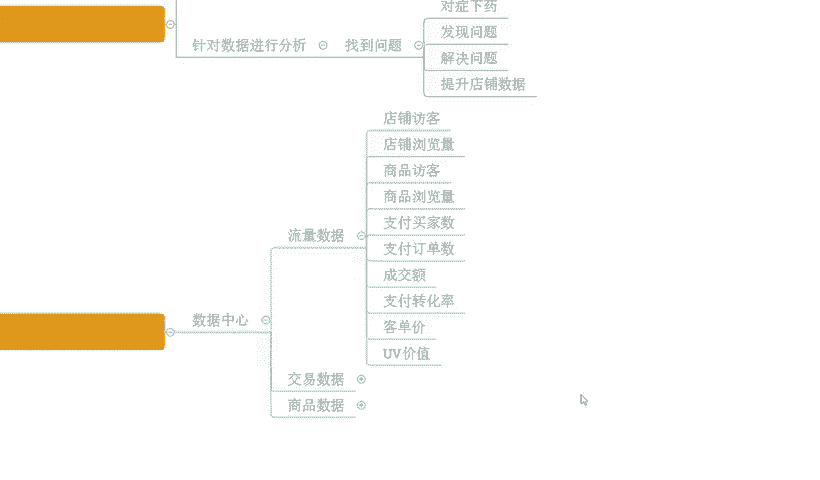 对症下药
发现问题
针对数据进行分析
找到问题
解决问题
提升店铺数据
店铺访客
店铺浏览量
商品访客
商品浏览量
支付买家数
流量数据
支付订单数
成交额
支付转化率
数据中心
客单价
UV价值
交易数据
商品数据